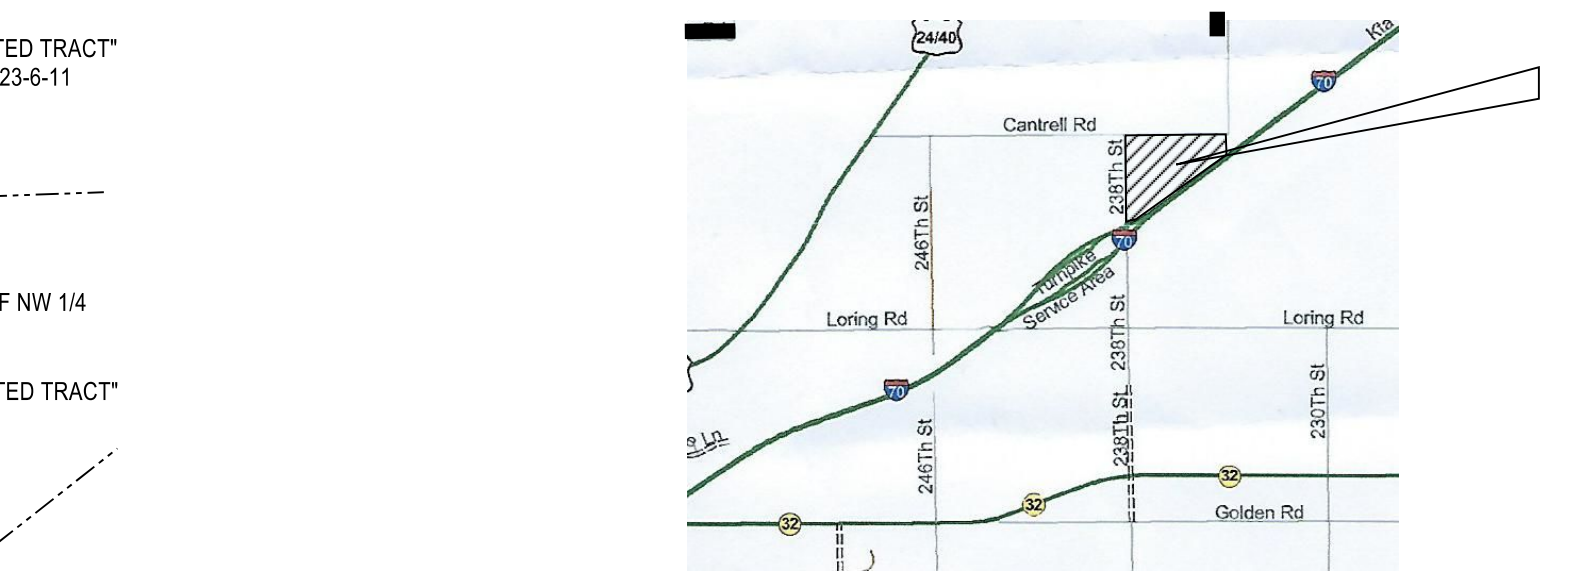 TED TRACT"
23-6-11
F NW 1/4
TED TRACT"
24/40
70
Cantrell Rd
238Th St
246Th St
70
Turnpike
Service Area
Loring Rd
238Th St
Loring Rd
70
230Th St
238Th St
Ln
246Th St
32
32
32
Golden Rd